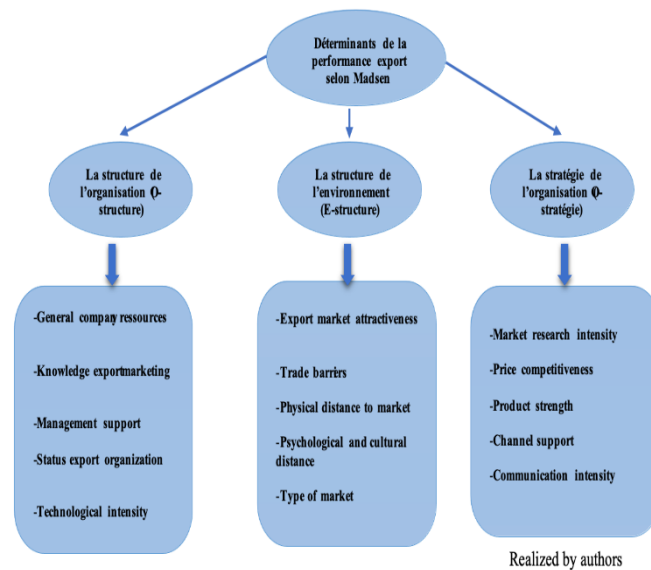 Déterminants de la
performance export
selon Madsen
La structure de
l'organisation (O-
structure)
La structure de
l'environnement
(E-structure)
La stratégie de
l'organisation (O-
stratégie)
-General company ressources
-Knowledge exportmarketing
-Management support
-Status export organization
-Technological intensity
-Export market attractiveness
-Trade barriers
-Physical distance to market
-Psychological and cultural
distance
-Type of market
-Market research intensity
-Price competitiveness
-Product strength
-Channel support
-Communication intensity
Realized by authors